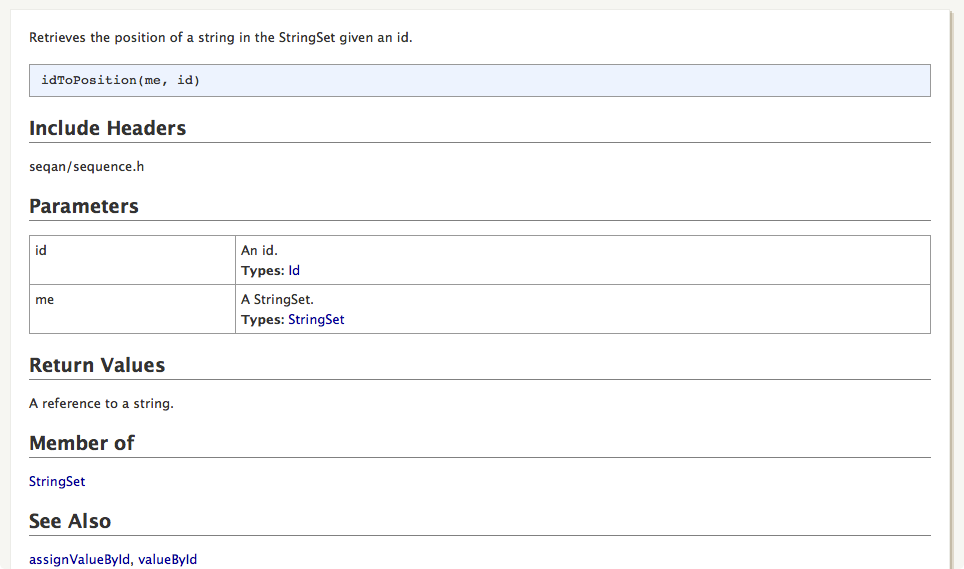 Retrieves the position of a string in the StringSet given an id.
idToPosition(me, id)
Include Headers
seqan/sequence.h
Parameters
id
An id.
Types: Id
me
A StringSet.
Types: StringSet
Return Values
A reference to a string.
Member of
StringSet
See Also
assignValueById, valueById